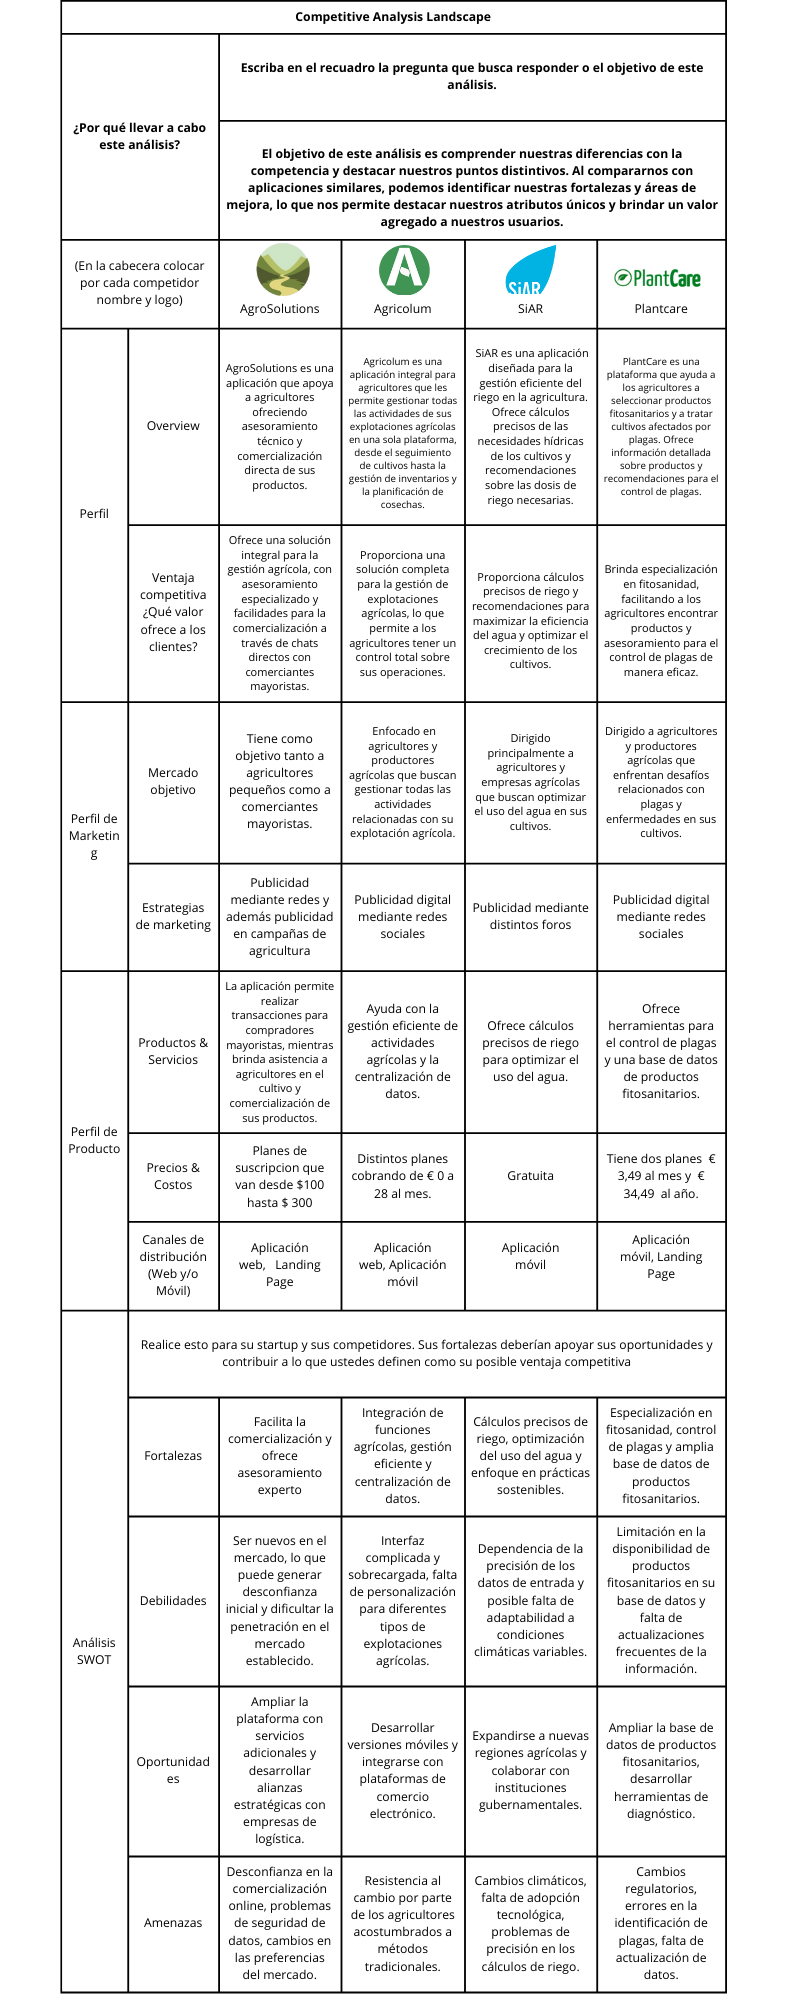 Competitive Analysis Landscape
¿Por qué llevar a cabo
este análisis?
Escriba en el recuadro la pregunta que busca responder o el objetivo de este
análisis.
El objetivo de este análisis es comprender nuestras diferencias con la
competencia y destacar nuestros puntos distintivos. Al compararnos con
aplicaciones similares, podemos identificar nuestras fortalezas y áreas de
mejora, lo que nos permite destacar nuestros atributos únicos y brindar un valor
agregado a nuestros usuarios.
(En la cabecera colocar
por cada competidor
nombre y logo)
AgroSolutions
A
Agricolum
SiAR
SiAR
PlantCare
Plantcare
Perfil
Overview
AgroSolutions es una
aplicación que apoya
a agricultores
ofreciendo
asesoramiento
técnico y
comercialización
directa de sus
productos.
Agricolum es una
aplicación integral para
agricultores que les
permite gestionar todas
las actividades de sus
explotaciones agrícolas
en una sola plataforma,
desde el seguimiento
de cultivos hasta la
gestión de inventarios y
la planificación de
cosechas.
SiAR es una aplicación
diseñada para la
gestión eficiente del
riego en la agricultura.
Ofrece cálculos
precisos de las
necesidades hídricas
de los cultivos y
recomendaciones
sobre las dosis de
riego necesarias.
PlantCare es una
plataforma que ayuda a
los agricultores a
seleccionar productos
fitosanitarios y a tratar
cultivos afectados por
plagas. Ofrece
información detallada
sobre productos y
recomendaciones para el
control de plagas.
Ventaja
competitiva
¿Qué valor
ofrece a los
clientes?
Ofrece una solución
integral para la
gestión agrícola, con
asesoramiento
especializado y
facilidades para la
comercialización a
través de chats
directos con
comerciantes
mayoristas.
Proporciona una
solución completa
para la gestión de
explotaciones
agrícolas, lo que
permite a los
agricultores tener un
control total sobre
sus operaciones.
Proporciona cálculos
precisos de riego y
recomendaciones para
maximizar la eficiencia
del agua y optimizar el
crecimiento de los
cultivos.
Brinda especialización
en fitosanidad,
facilitando a los
agricultores encontrar
productos y
asesoramiento para el
control de plagas de
manera eficaz.
Perfil de
Marketin
g
Mercado
objetivo
Tiene como
objetivo tanto a
agricultores
pequeños como a
comerciantes
mayoristas.
Enfocado en
agricultores y
productores
agrícolas que buscan
gestionar todas las
actividades
relacionadas con su
explotación agrícola.
Dirigido
principalmente a
agricultores y
empresas agrícolas
que buscan optimizar
el uso del agua en sus
cultivos.
Dirigido a agricultores
y productores
agrícolas que
enfrentan desafíos
relacionados con
plagas y
enfermedades en sus
cultivos.
Estrategias
de marketing
Publicidad
mediante redes y
además publicidad
en campañas de
agricultura
Publicidad digital
mediante redes
sociales
Publicidad mediante
distintos foros
Publicidad digital
mediante redes
sociales
Perfil de
Producto
Productos &
Servicios
La aplicación permite
realizar
transacciones para
compradores
mayoristas, mientras
brinda asistencia a
agricultores en el
cultivo y
comercialización de
sus productos.
Ayuda con la
gestión eficiente de
actividades
agrícolas y la
centralización de
datos.
Ofrece cálculos
precisos de riego
para optimizar el
uso del agua.
Ofrece
herramientas para
el control de plagas
y una base de datos
de productos
fitosanitarios.
Precios &
Costos
Planes de
suscripcion que
van desde $100
hasta $ 300
Distintos planes
cobrando de € 0 a
28 al mes.
Gratuita
Tiene dos planes €
3,49 al mes y €
34,49 al año.
Canales de
distribución
(Web y/o
Móvil)
Aplicación
web, Landing
Page
Aplicación
web, Aplicación
móvil
Aplicación
móvil
Aplicación
móvil, Landing
Page
Análisis
SWOT
Realice esto para su startup y sus competidores. Sus fortalezas deberían apoyar sus oportunidades y
contribuir a lo que ustedes definen como su posible ventaja competitiva
Fortalezas
Facilita la
comercialización y
ofrece
asesoramiento
experto
Integración de
funciones
agrícolas, gestión
eficiente y
centralización de
datos.
Cálculos precisos de
riego, optimización
del uso del agua y
enfoque en prácticas
sostenibles.
Especialización en
fitosanidad, control
de plagas y amplia
base de datos de
productos
fitosanitarios.
Debilidades
Ser nuevos en el
mercado, lo que
puede generar
desconfianza
inicial y dificultar la
penetración en el
mercado
establecido.
Interfaz
complicada y
sobrecargada, falta
de personalización
para diferentes
tipos de
explotaciones
agrícolas.
Dependencia de la
precisión de los
datos de entrada y
posible falta de
adaptabilidad a
condiciones
climáticas variables.
Limitación en la
disponibilidad de
productos
fitosanitarios en su
base de datos y
falta de
actualizaciones
frecuentes de la
información.
Oportunidad
es
Ampliar la
plataforma con
servicios
adicionales y
desarrollar
alianzas
estratégicas con
empresas de
logística.
Desarrollar
versiones móviles y
integrarse con
plataformas de
comercio
electrónico.
Expandirse a nuevas
regiones agrícolas y
colaborar con
instituciones
gubernamentales.
Ampliar la base de
datos de productos
fitosanitarios,
desarrollar
herramientas de
diagnóstico.
Amenazas
Desconfianza en la
comercialización
online, problemas
de seguridad de
datos, cambios en
las preferencias
del mercado.
Resistencia al
cambio por parte
de los agricultores
acostumbrados a
métodos
tradicionales.
Cambios climáticos,
falta de adopción
tecnológica,
problemas de
precisión en los
cálculos de riego.
Cambios
regulatorios,
errores en la
identificación de
plagas, falta de
actualización de
datos.